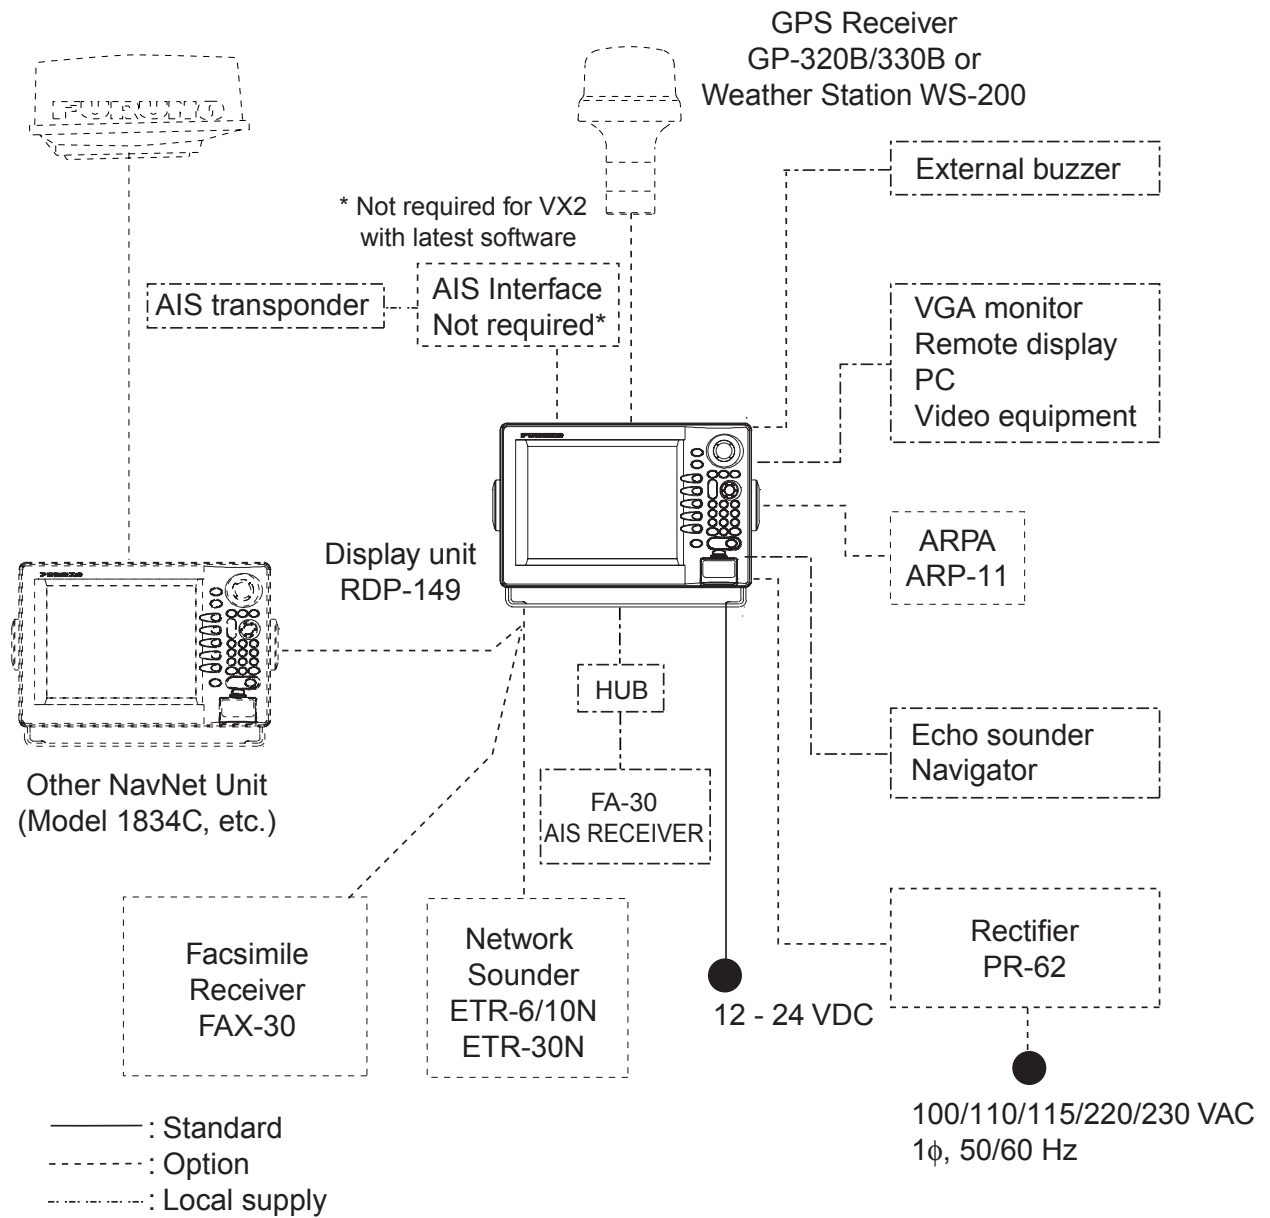 GPS Receiver
GP-320B/330B or
Weather Station WS-200
FURUNO
External buzzer
* Not required for VX2
with latest software
AIS transponder
AIS Interface
Not required*
VGA monitor
Remote display
PC
Video equipment
FURUNO
ARPA
ARP-11
Display unit
RDP-149
FURUNO
HUB
Echo sounder
Navigator
Other NavNet Unit
(Model 1834C, etc.)
FA-30
AIS RECEIVER
Facsimile
Receiver
FAX-30
Network
Sounder
ETR-6/10N
ETR-30N
Rectifier
PR-62
12 - 24 VDC
100/110/115/220/230 VAC
1ϕ, 50/60 Hz
: Standard
: Option
: Local supply